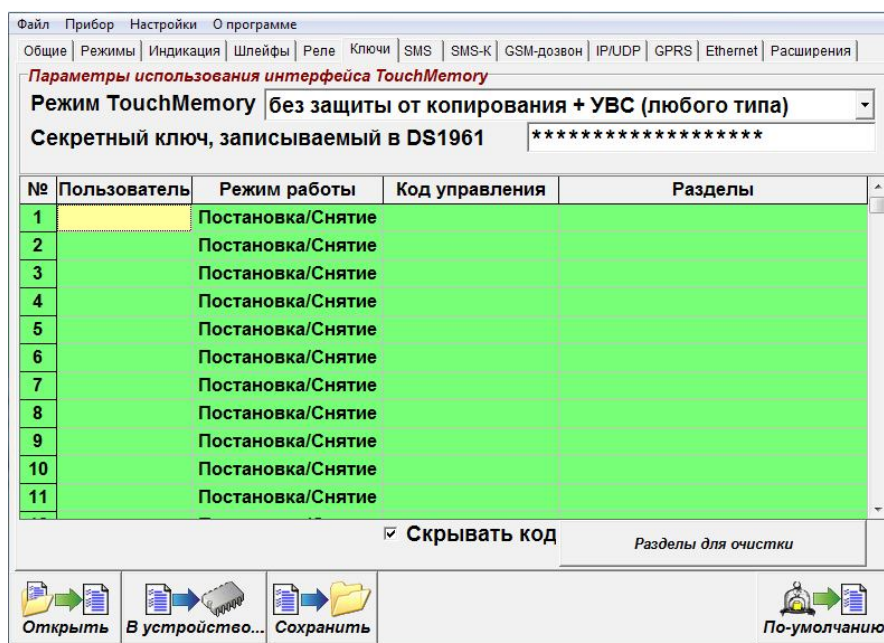 Файл Прибор Настройки О программе
Общие Режимы Индикация Шлейфы Реле Ключи SMS SMS-К GSM-дозвон IP/UDP GPRS Ethernet Расширения
Параметры использования интерфейса TouchMemory
Режим TouchMemory без защиты от копирования + УВС (любого типа)
Секретный ключ, записываемый в DS1961 *******************
№ Пользователь Режим работы Код управления Разделы
1 Постановка/Снятие
2 Постановка/Снятие
3 Постановка/Снятие
4 Постановка/Снятие
5 Постановка/Снятие
6 Постановка/Снятие
7 Постановка/Снятие
8 Постановка/Снятие
9 Постановка/Снятие
10 Постановка/Снятие
11 Постановка/Снятие
Скрывать код Разделы для очистки
Открыть В устройство... Сохранить По-умолчанию